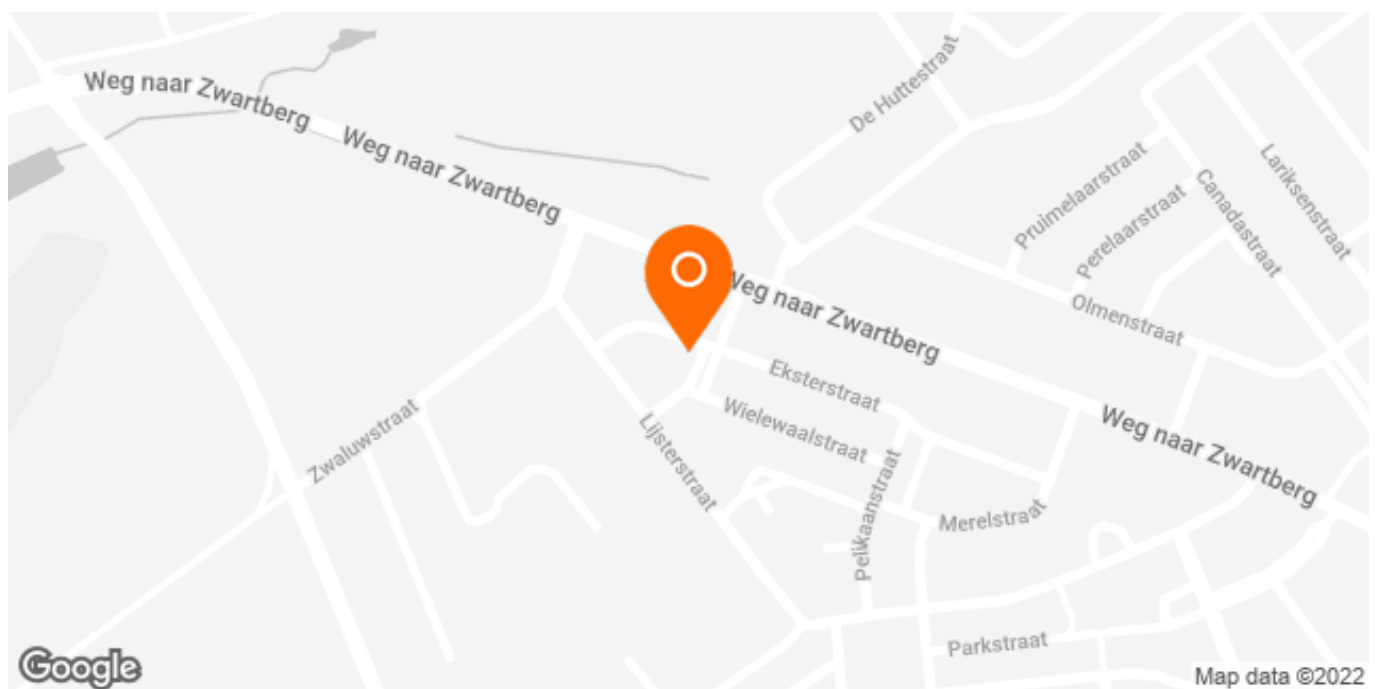 Weg naar Zwartberg
Weg naar Zwartberg
De Huttestraat
Pruimelaarstraat
Perelaarstraat
Canadastraat
Lariksenstraat
Weg naar Zwartberg
Olmenstraat
Eksterstraat
Wielewaalstraat
Zwaluwstraat
Lijsterstraat
Weg naar Zwartberg
Pelikaanstraat
Merelstraat
Parkstraat
Google
Map data ©2022